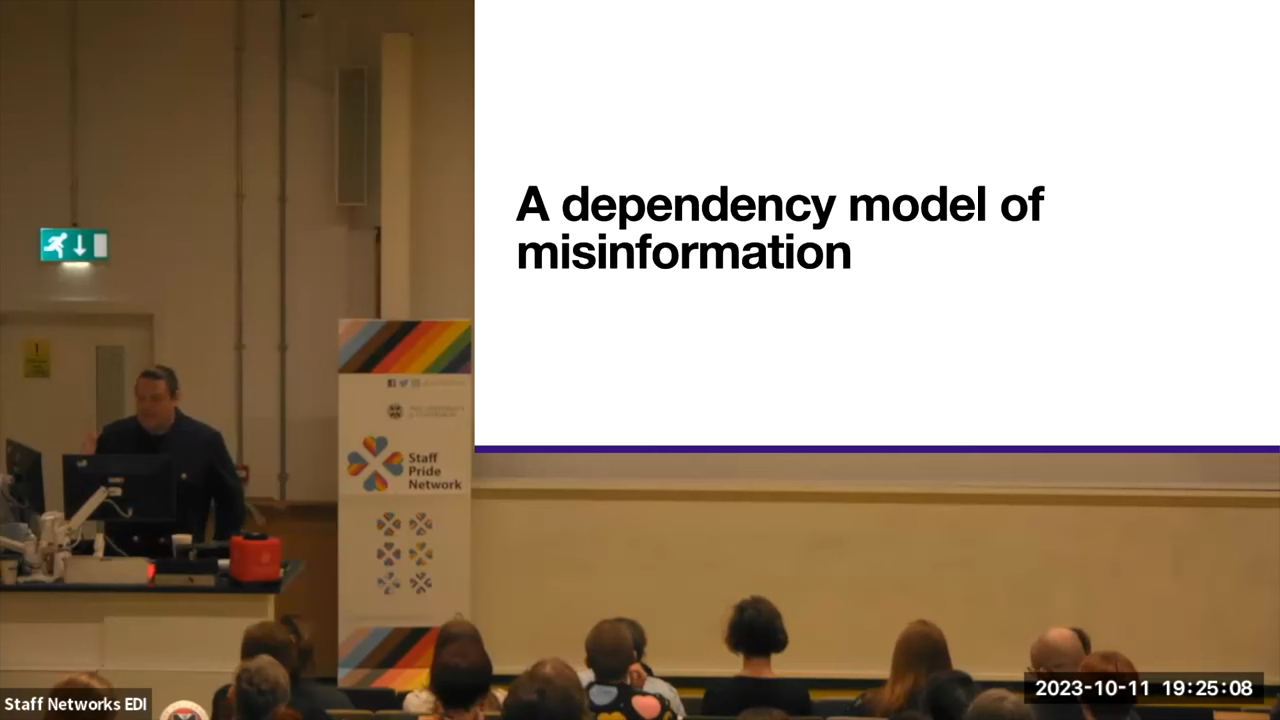 A dependency model of
misinformation
Staff
Pride
Network
Staff Networks EDI
2023-10-11 19:25:08